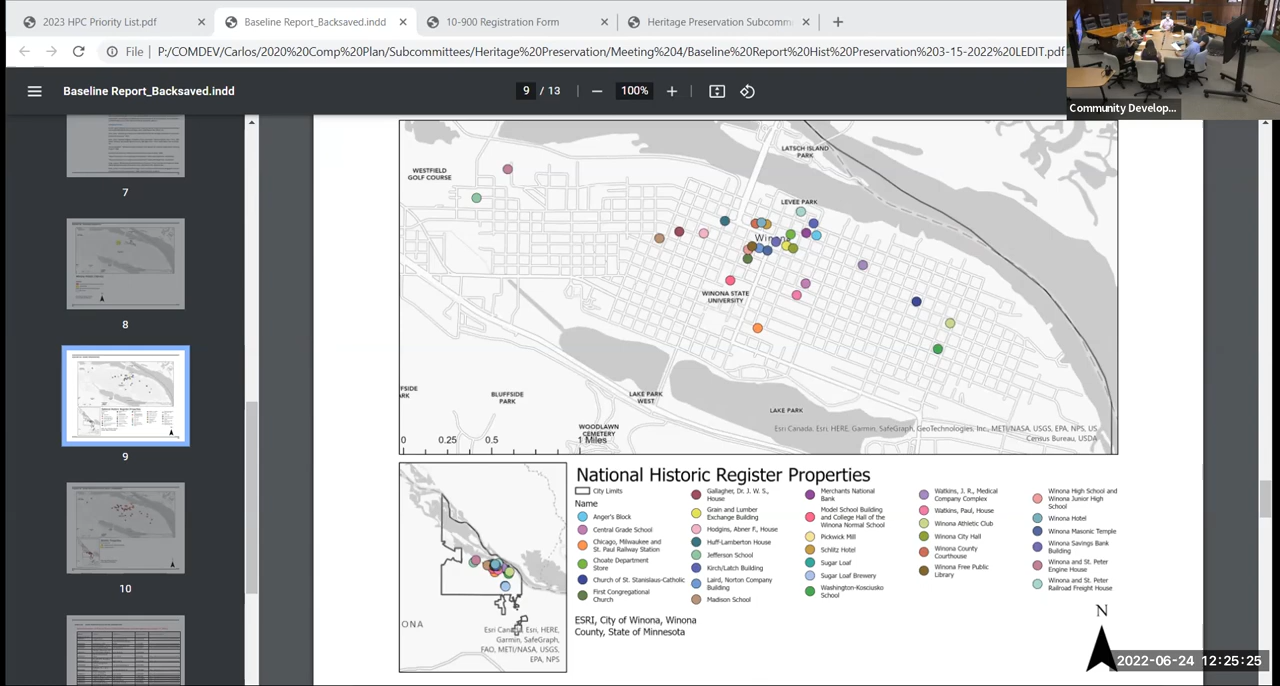 2023 HPC Priority List.pdf
Baseline Report_Backsaved.indd
10-900 Registration Form
Heritage Preservation Subcomm
File
P:/COMDEV/Carlos/2020%20Comp%20Plan/Subcommittees/Heritage%20Preservation/Meeting%204/Baseline%20Report%20Hist%20Preservation%203-15-2022%20LEDIT.pdf
Community Develop...
Baseline Report_Backsaved.indd
9 / 13
100%
7
8
9
10
LATSCH ISLAND
PARK
WESTFIELD
GOLF COURSE
LEVEE PARK
WINONA STATE
UNIVERSITY
BLUFFSIDE
PARK
LAKE PARK
WEST
LAKE PARK
WOODLAWN
CEMETERY
0 0.25 0.5 1 Miles
Esri Canada, Esri, HERE, Garmin, SafeGraph, GeoTechnologies, Inc., METI/NASA, USGS, EPA, NPS, US
Census Bureau, USDA
ONA
Esri Canada, Esri, HERE,
Garmin, SafeGraph,
FAO, METI/NASA, USGS,
EPA, NPS
National Historic Register Properties
City Limits
Name
Anger's Block
Central Grade School
Chicago, Milwaukee and
St. Paul Railway Station
Choate Department
Store
Church of St. Stanislaus-Catholic
First Congregational
Church
Gallagher, Dr. J. W. S.,
House
Grain and Lumber
Exchange Building
Hodgins, Abner F., House
Huff-Lamberton House
Jefferson School
Kirch/Latch Building
Laird, Norton Company
Building
Madison School
Merchants National
Bank
Model School Building
and College Hall of the
Winona Normal School
Pickwick Mill
Schlitz Hotel
Sugar Loaf
Sugar Loaf Brewery
Washington-Kosciusko
School
Watkins, J. R., Medical
Company Complex
Watkins, Paul, House
Winona Athletic Club
Winona City Hall
Winona County
Courthouse
Winona Free Public
Library
Winona High School and
Winona Junior High
School
Winona Hotel
Winona Masonic Temple
Winona Savings Bank
Building
Winona and St. Peter
Engine House
Winona and St. Peter
Railroad Freight House
ESRI, City of Winona, Winona
County, State of Minnesota
N
2022-06-24 12:25:25